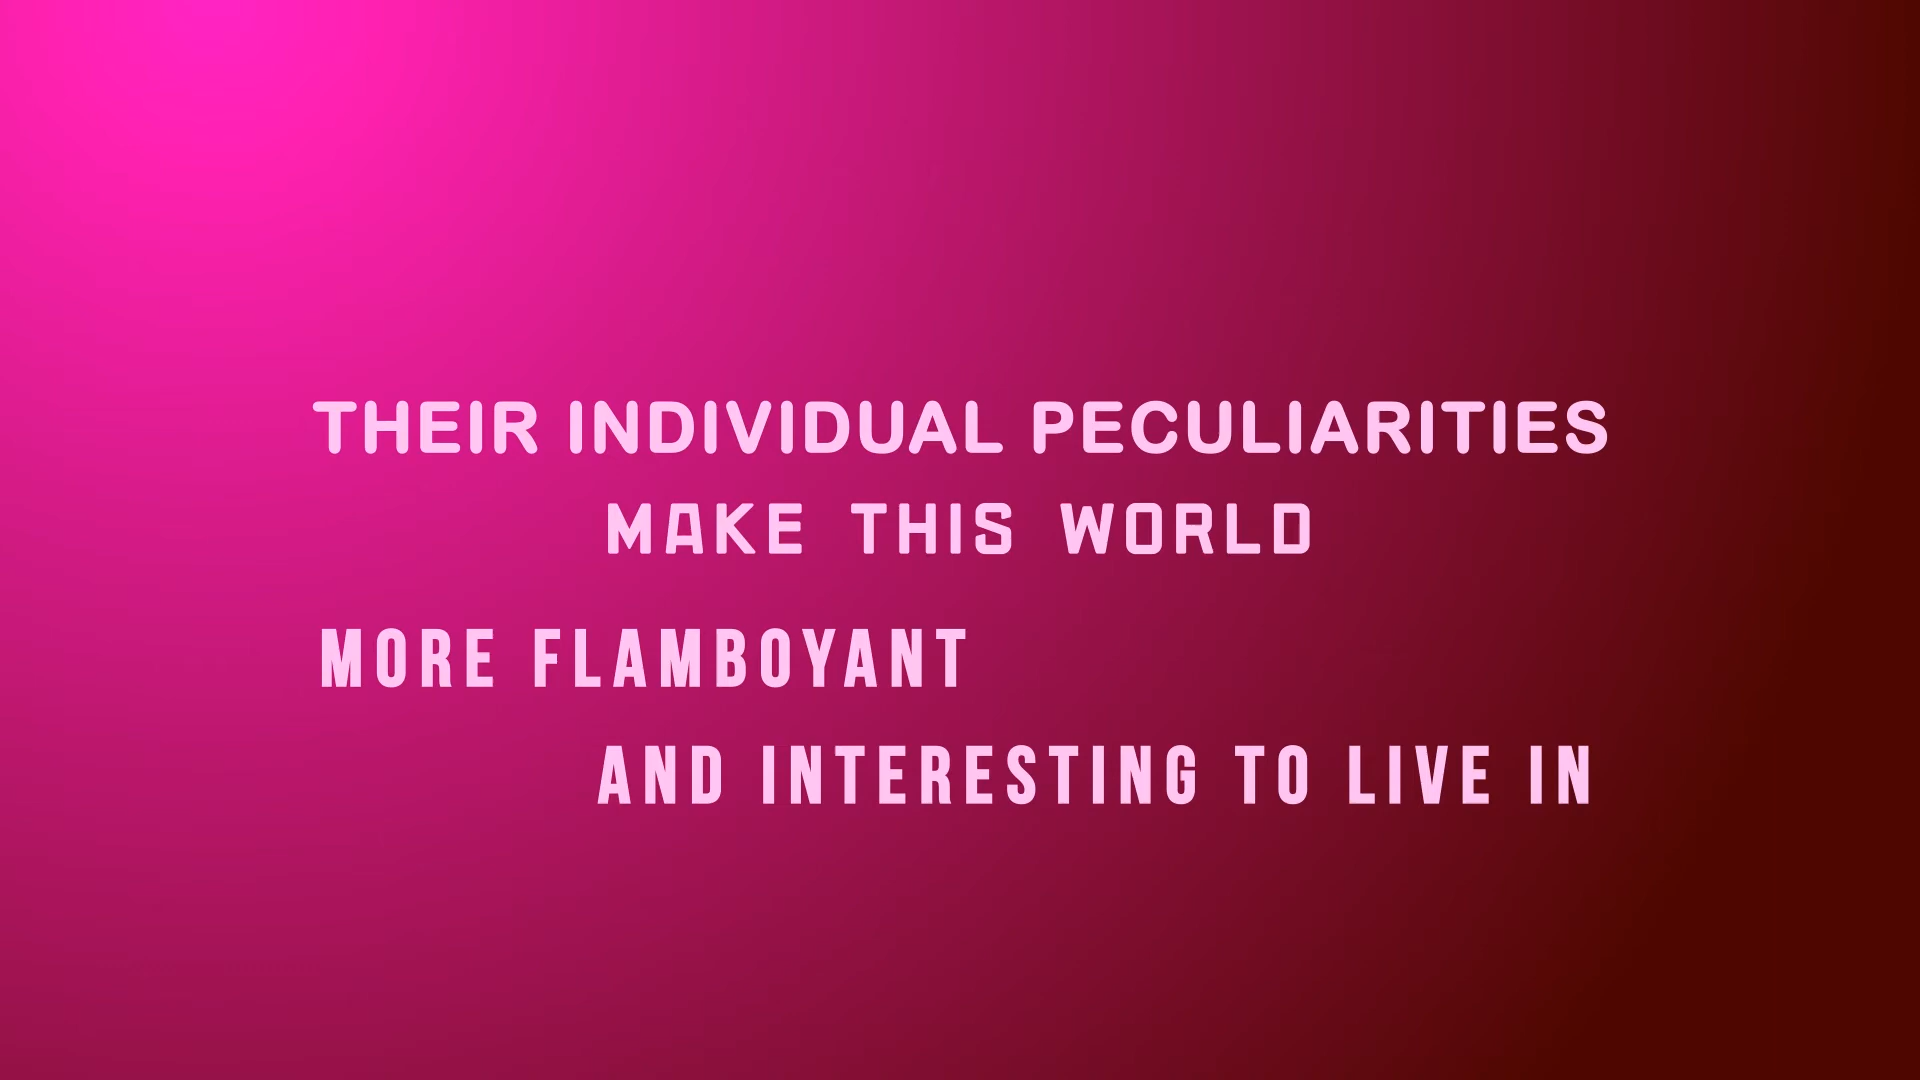 THEIR INDIVIDUAL PECULIARITIES
MAKE THIS WORLD
MORE FLAMBOYANT
AND INTERESTING TO LIVE IN